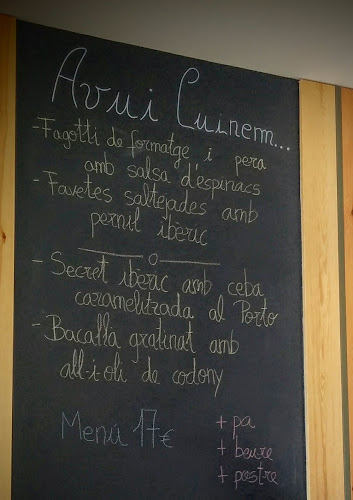 Avui Cuinem...
- Fagotti de formatge i pera
amb salsa d'espinacs
- Favetes saltejades amb
pernil ibèric
o
- Secret ibèric amb ceba
caramelitzada al Porto
- Bacallà gratinat amb
all-i-oli de codony
Menú 17€
+ pa
+ beure
+ postre